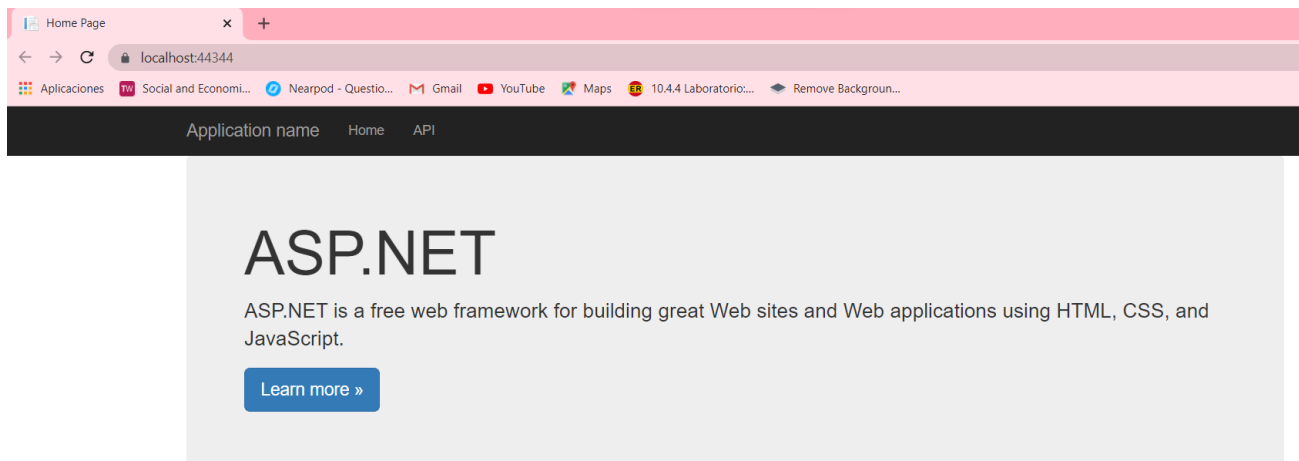 Home Page
localhost:44344
Aplicaciones TW Social and Economi... Nearpod - Questio... Gmail YouTube Maps ER 10.4.4 Laboratorio:... Remove Backgroun...
Application name Home API
ASP.NET
ASP.NET is a free web framework for building great Web sites and Web applications using HTML, CSS, and
JavaScript.
Learn more »